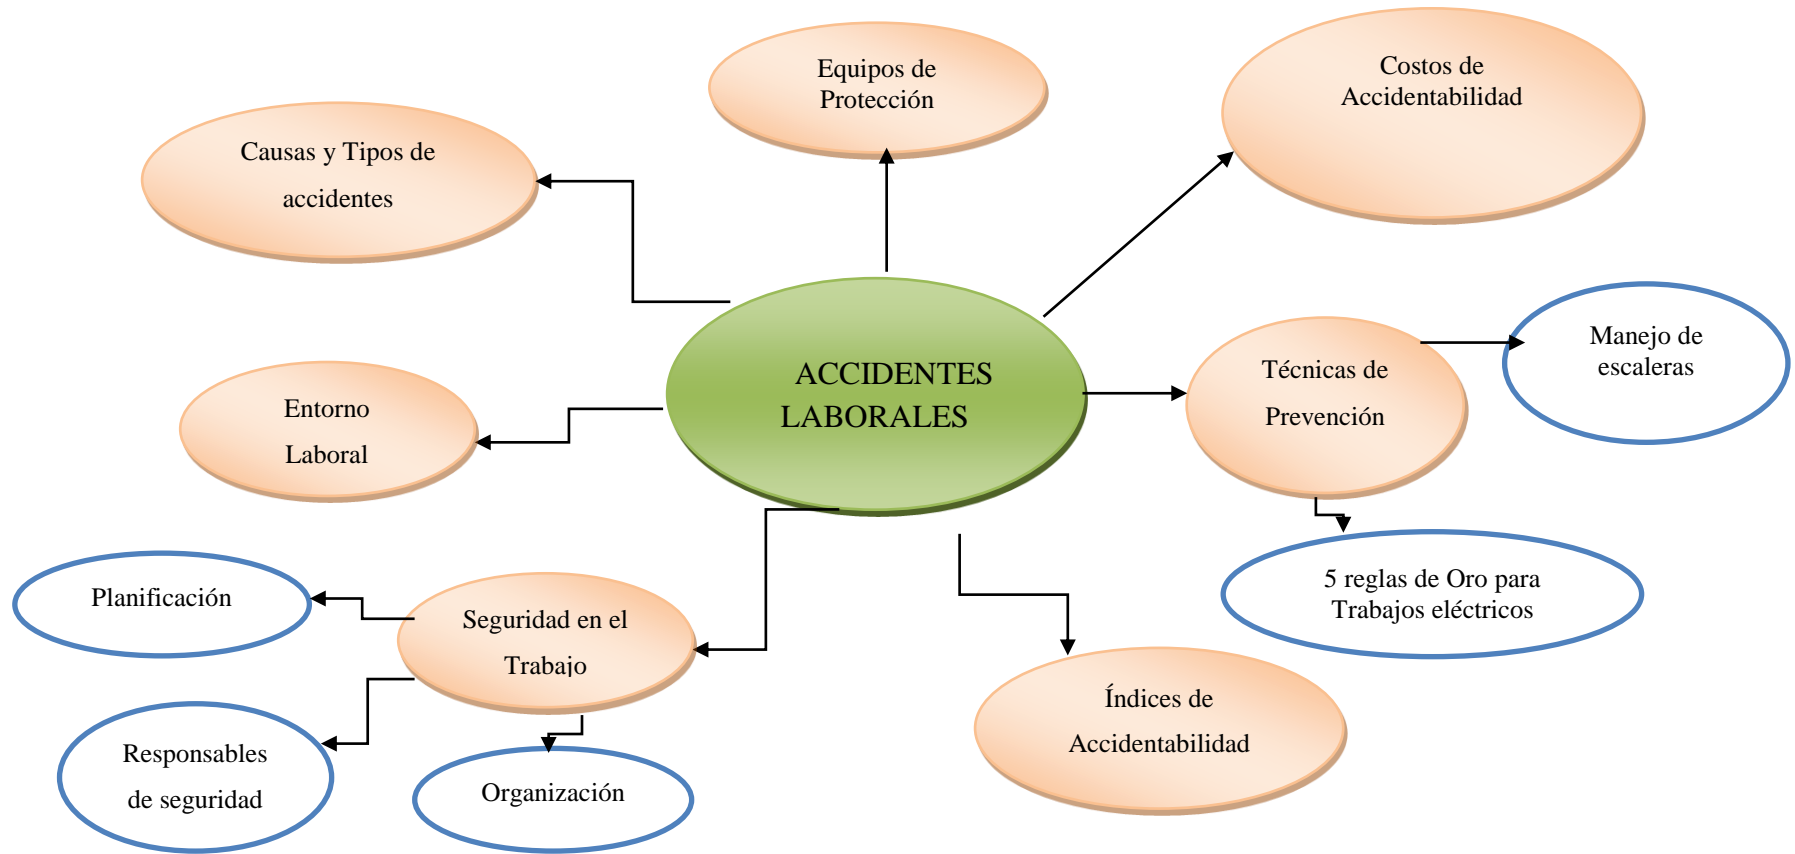 Equipos de
Protección
Costos de
Accidentabilidad
Causas y Tipos de
accidentes
ACCIDENTES
LABORALES
Manejo de
escaleras
Técnicas de
Prevención
Entorno
Laboral
5 reglas de Oro para
Trabajos eléctricos
Planificación
Seguridad en el
Trabajo
Índices de
Accidentabilidad
Responsables
de seguridad
Organización